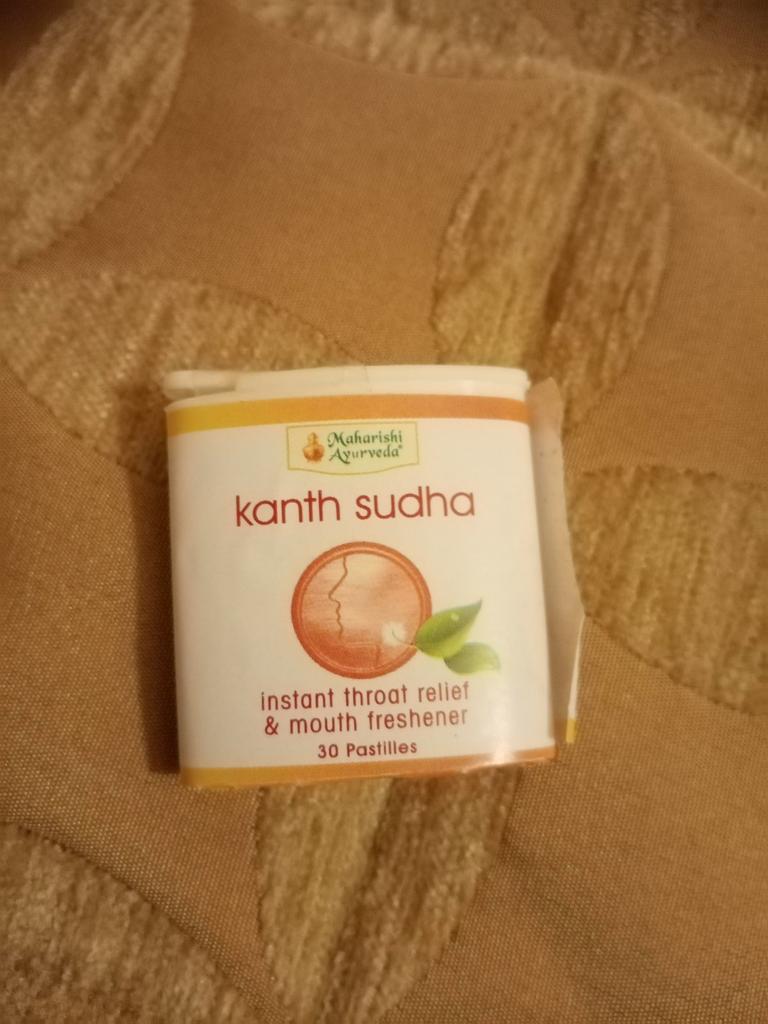 Maharishi
Ayurveda®
kanth sudha
instant throat relief
& mouth freshener
30 Pastilles